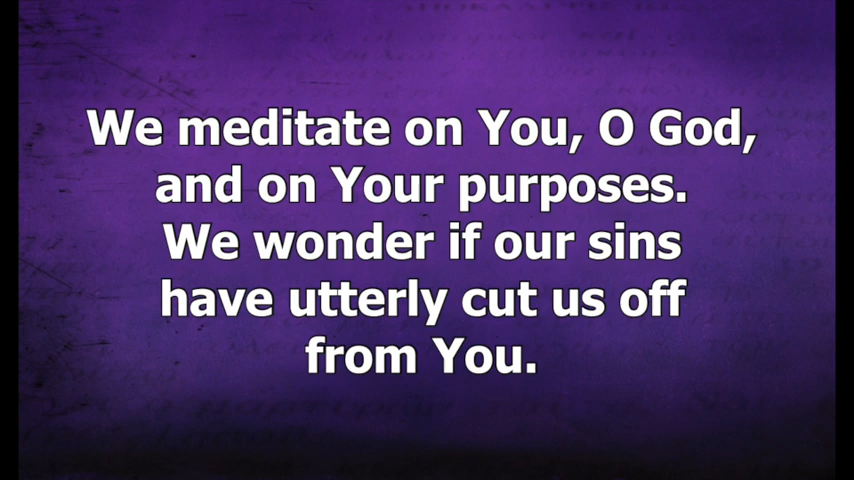 We meditate on You, O God,
and on Your purposes.
We wonder if our sins
have utterly cut us off
from You.